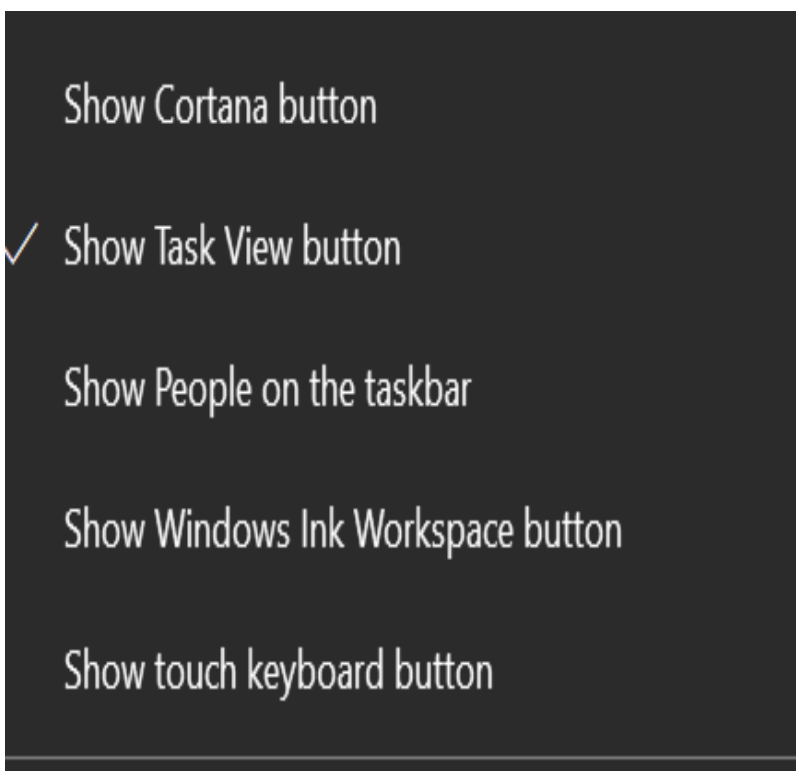 Show Cortana button
Show Task View button
Show People on the taskbar
Show Windows Ink Workspace button
Show touch keyboard button